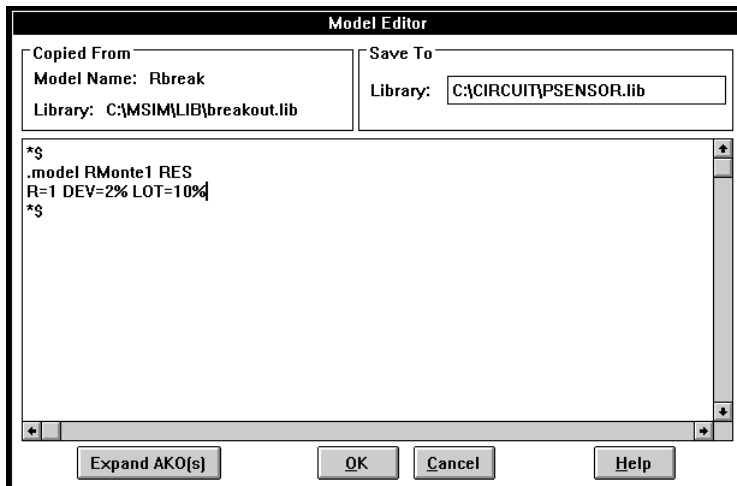 Model Editor
Copied From
Model Name: Rbreak
Library: C:\MSIM\LIB\breakout.lib
Save To
Library: C:\CIRCUIT\PSENSOR.lib
*$
.model RMonte1 RES
R=1 DEV=2% LOT=10%
*$
Expand AKO(s) OK Cancel Help